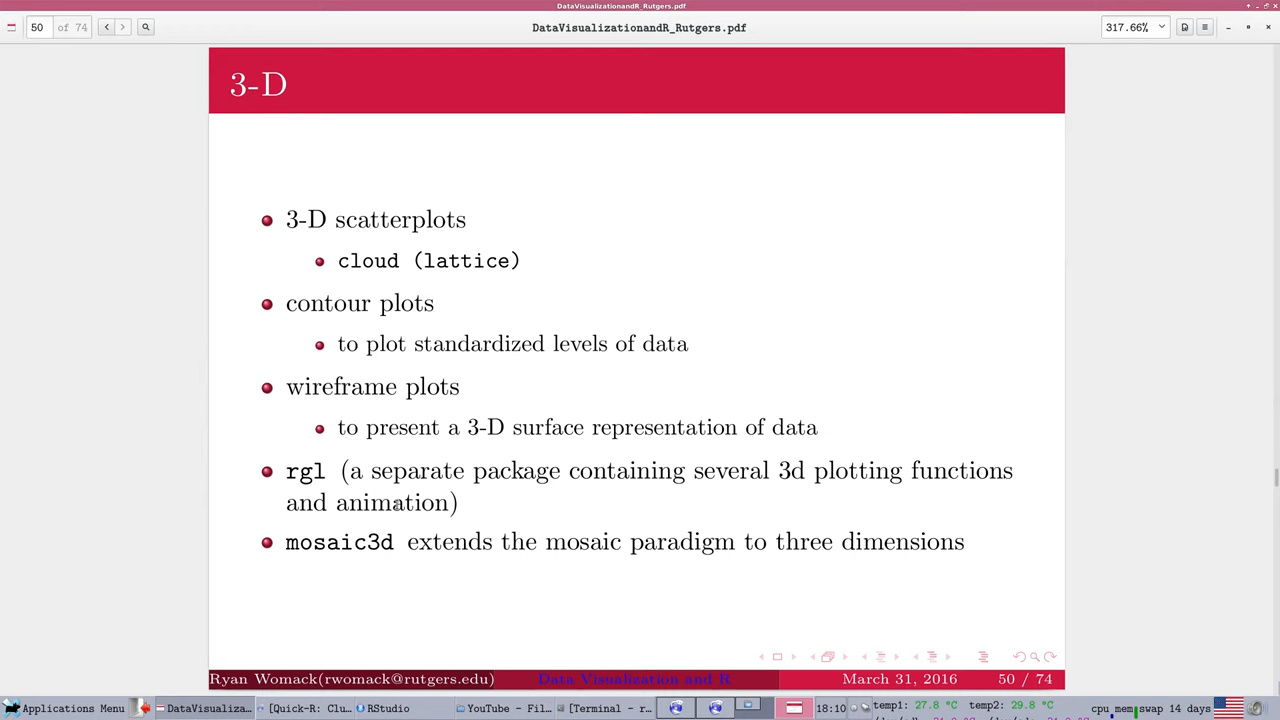 DataVisualizationandR_Rutgers.pdf
50 of 74
DataVisualizationandR_Rutgers.pdf
317.66%
3-D
3-D scatterplots
cloud (lattice)
contour plots
to plot standardized levels of data
wireframe plots
to present a 3-D surface representation of data
rgl (a separate package containing several 3d plotting functions
and animation)
mosaic3d extends the mosaic paradigm to three dimensions
Ryan Womack(rwomack@rutgers.edu) Data Visualization and R March 31, 2016 50 / 74
Applications Menu DataVisualiza... [Quick-R: Clu... RStudio YouTube - Fil... [Terminal - r... 18:10 temp1: 27.8 °C temp2: 29.8 °C cpu mem swap 14 days